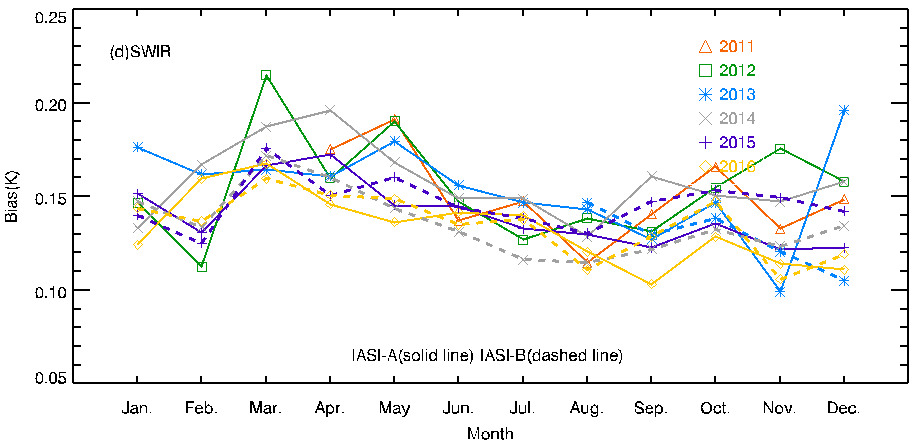 0.25
(d)SWIR
2011
2012
0.20
2013
2014
2015
2016
0.15
Bias(K)
0.10
IASI-A(solid line) IASI-B(dashed line)
0.05
Jan. Feb. Mar. Apr. May Jun. Jul. Aug. Sep. Oct. Nov. Dec.
Month